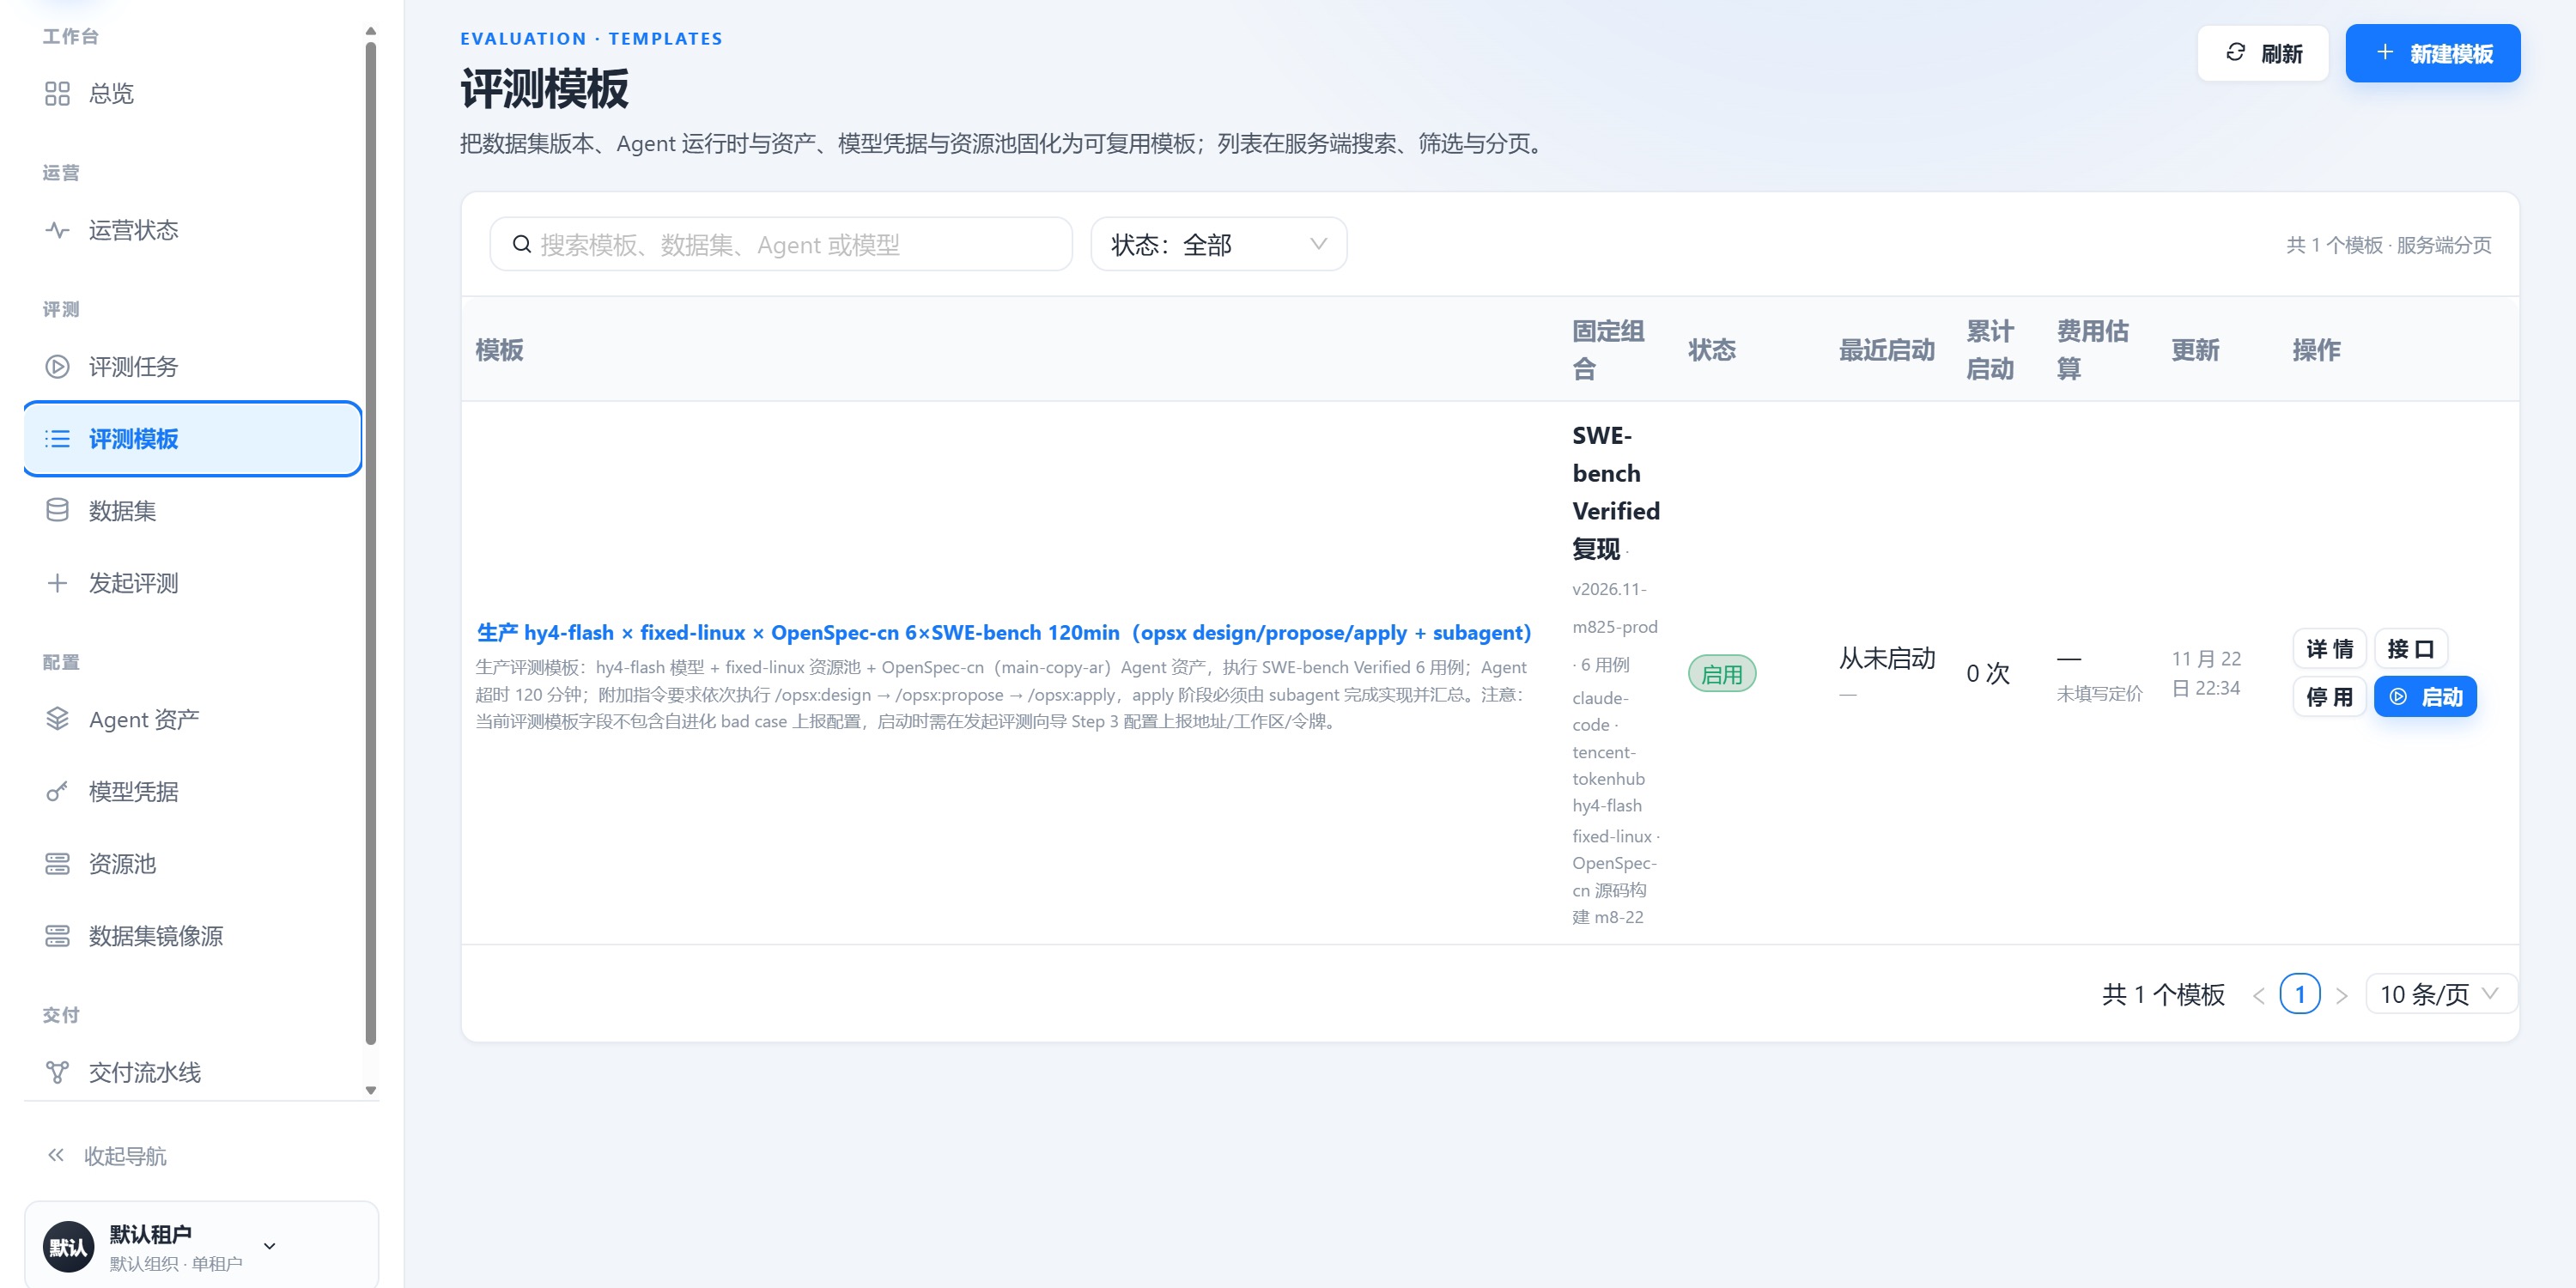 工作台
总览
运营
运营状态
评测
评测任务
评测模板
数据集
发起评测
配置
Agent 资产
模型凭据
资源池
数据集镜像源
交付
交付流水线
收起导航
默认
默认租户
默认组织 · 单租户
EVALUATION · TEMPLATES
评测模板
把数据集版本、Agent 运行时与资产、模型凭据与资源池固化为可复用模板；列表在服务端搜索、筛选与分页。
刷新
新建模板
搜索模板、数据集、Agent 或模型
状态：全部
共 1 个模板 · 服务端分页
模板
固定组
合
状态
最近启动
累计
启动
费用估
算
更新
操作
生产 hy4-flash × fixed-linux × OpenSpec-cn 6×SWE-bench 120min（opsx design/propose/apply + subagent）
生产评测模板：hy4-flash 模型 + fixed-linux 资源池 + OpenSpec-cn（main-copy-ar）Agent 资产，执行 SWE-bench Verified 6 用例；Agent
超时 120 分钟；附加指令要求依次执行 /opsx:design → /opsx:propose → /opsx:apply，apply 阶段必须由 subagent 完成实现并汇总。注意：
当前评测模板字段不包含自进化 bad case 上报配置，启动时需在发起评测向导 Step 3 配置上报地址/工作区/令牌。
SWE-
bench
Verified
复现 ·
v2026.11-
m825-prod
· 6 用例
claude-
code ·
tencent-
tokenhub
hy4-flash
fixed-linux ·
OpenSpec-
cn 源码构
建 m8-22
启用
从未启动
—
0 次
—
未填写定价
11 月 22
日 22:34
详 情
接 口
停 用
启动
共 1 个模板
1
10 条/页